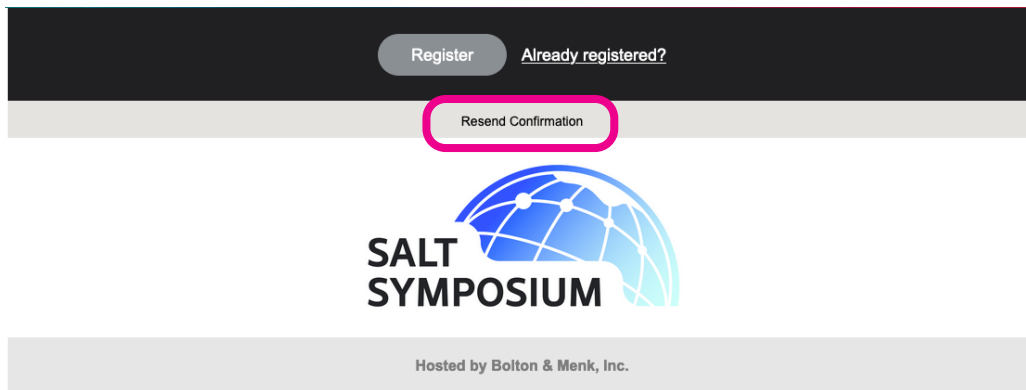 Register Already registered?
Resend Confirmation
SALT
SYMPOSIUM
Hosted by Bolton & Menk, Inc.